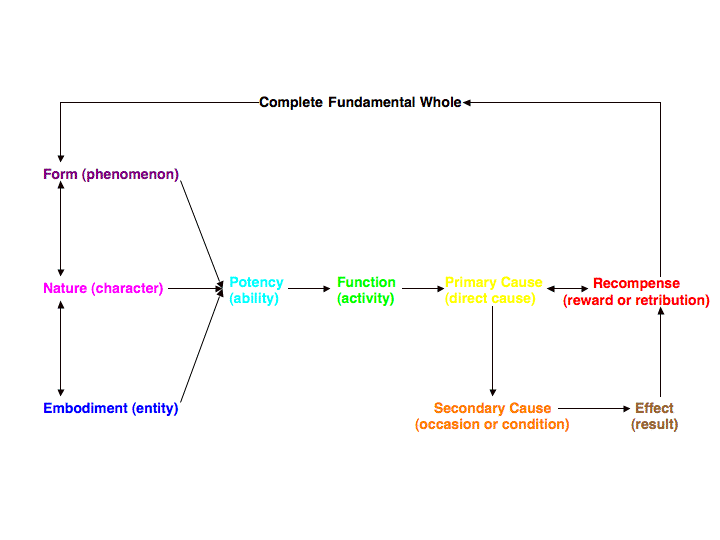 Complete Fundamental Whole
Form (phenomenon)
Nature (character)
Potency
(ability)
Function
(activity)
Primary Cause
(direct cause)
Recompense
(reward or retribution)
Embodiment (entity)
Secondary Cause
(occasion or condition)
Effect
(result)